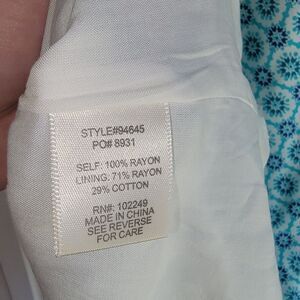 STYLE#94645
PO# 8931
SELF: 100% RAYON
LINING: 71% RAYON
29% COTTON
RN#: 102249
MADE IN CHINA
SEE REVERSE
FOR CARE